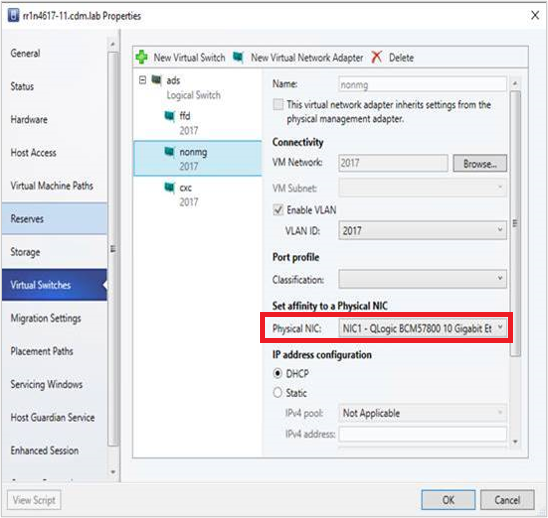 rr1n4617-11.cdm.lab Properties
General
Status
Hardware
Host Access
Virtual Machine Paths
Reserves
Storage
Virtual Switches
Migration Settings
Placement Paths
Servicing Windows
Host Guardian Service
Enhanced Session
New Virtual Switch New Virtual Network Adapter Delete
ads
Logical Switch
ffd
2017
nonmg
2017
cxc
2017
Name: nonmg
This virtual network adapter inherits settings from the
physical management adapter.
Connectivity
VM Network: 2017 Browse...
VM Subnet:
Enable VLAN
VLAN ID: 2017
Port profile
Classification:
Set affinity to a Physical NIC
Physical NIC: NIC1 - QLogic BCM57800 10 Gigabit Et
IP address configuration
DHCP
Static
IPv4 pool: Not Applicable
IPv4 address:
View Script OK Cancel